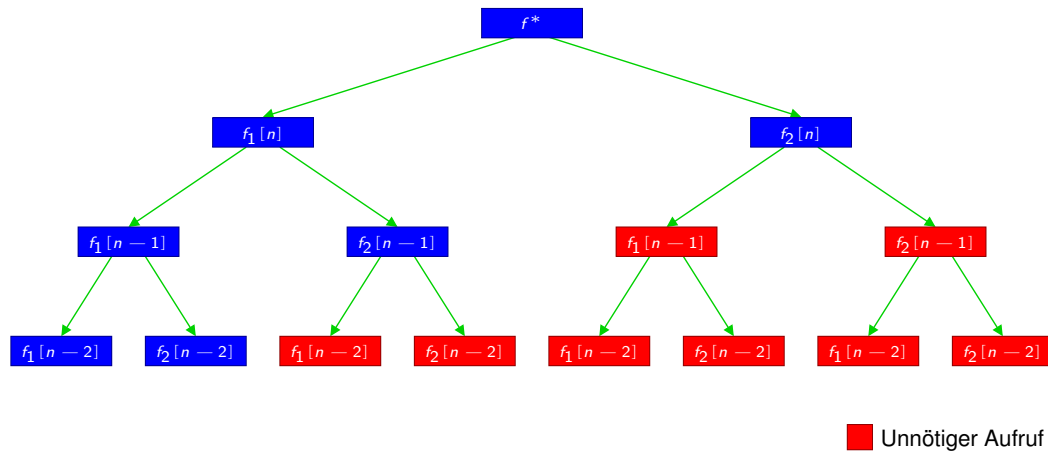 f*
f₁[n] f₂[n]
f₁[n − 1] f₂[n − 1] f₁[n − 1] f₂[n − 1]
f₁[n − 2] f₂[n − 2] f₁[n − 2] f₂[n − 2] f₁[n − 2] f₂[n − 2] f₁[n − 2] f₂[n − 2]
Unnötiger Aufruf